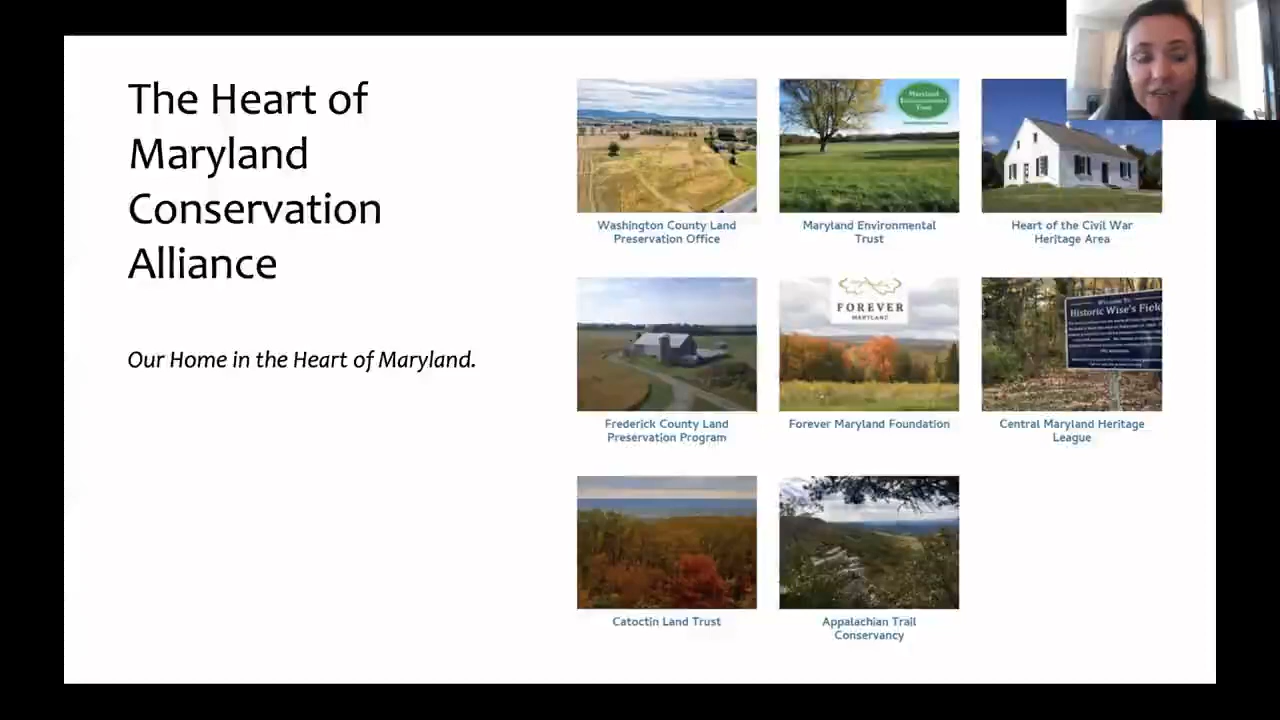 The Heart of
Maryland
Conservation
Alliance
Our Home in the Heart of Maryland.
Maryland
Environmental
Trust
Washington County Land
Preservation Office
Maryland Environmental
Trust
Heart of the Civil War
Heritage Area
FOREVER
MARYLAND
WELCOME TO
Historic Wise's Field
Frederick County Land
Preservation Program
Forever Maryland Foundation
Central Maryland Heritage
League
Catoctin Land Trust
Appalachian Trail
Conservancy